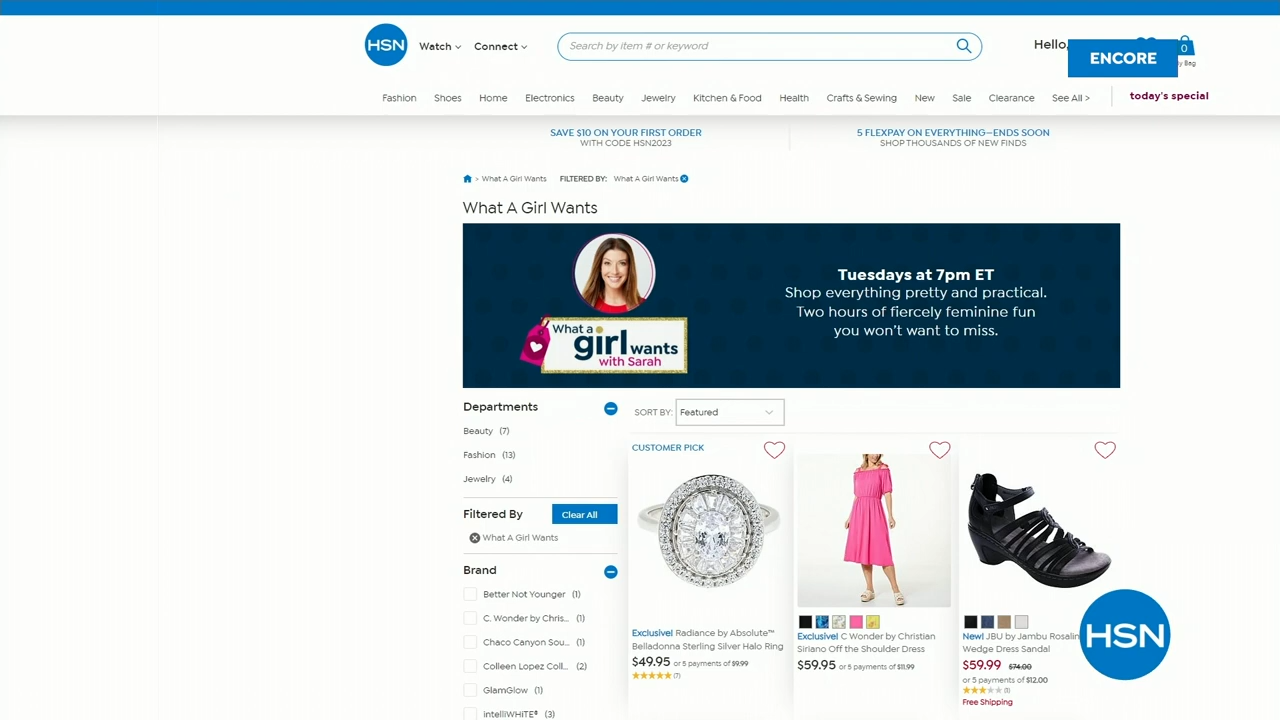 HSN
Watch
Connect
Search by item # or keyword
Hello,
0
ENCORE
Bag
Fashion Shoes Home Electronics Beauty Jewelry Kitchen & Food Health Crafts & Sewing New Sale Clearance See All > today's special
SAVE $10 ON YOUR FIRST ORDER
WITH CODE HSN2023
5 FLEXPAY ON EVERYTHING—ENDS SOON
SHOP THOUSANDS OF NEW FINDS
> What A Girl Wants FILTERED BY: What A Girl Wants
What A Girl Wants
What a
girl wants
with Sarah
Tuesdays at 7pm ET
Shop everything pretty and practical.
Two hours of fiercely feminine fun
you won't want to miss.
Departments
Beauty (7)
Fashion (13)
Jewelry (4)
Filtered By Clear All
What A Girl Wants
Brand
Better Not Younger (1)
C. Wonder by Chris... (1)
Chaco Canyon Sou... (1)
Colleen Lopez Coll... (2)
GlamGlow (1)
intelliWHiTE® (3)
SORT BY: Featured
CUSTOMER PICK
Exclusive! Radiance by Absolute™
Belladonna Sterling Silver Halo Ring
$49.95 or 5 payments of $9.99
(7)
Exclusive! C Wonder by Christian
Siriano Off the Shoulder Dress
$59.95 or 5 payments of $11.99
New! JBU by Jambu Rosalin
Wedge Dress Sandal
$59.99 $74.00
or 5 payments of $12.00
Free Shipping
HSN